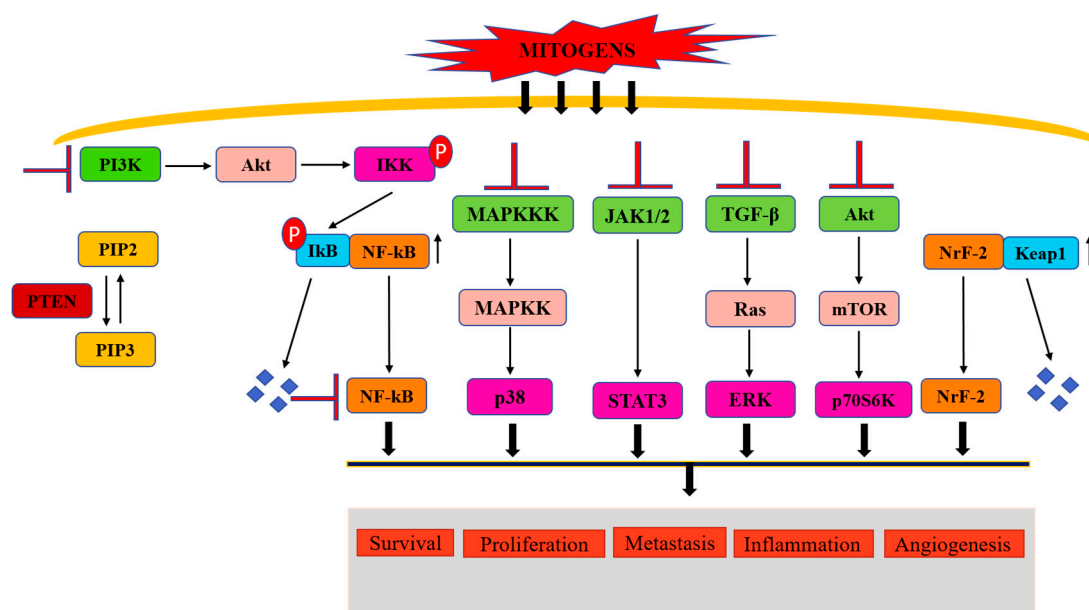 MITOGENS
PI3K
Akt
IKK
P
MAPKKK
JAK1/2
TGF-β
Akt
P
IkB
NF-kB
NrF-2
Keap1
PIP2
PTEN
PIP3
MAPKK
Ras
mTOR
NF-kB
p38
STAT3
ERK
p70S6K
NrF-2
Survival
Proliferation
Metastasis
Inflammation
Angiogenesis